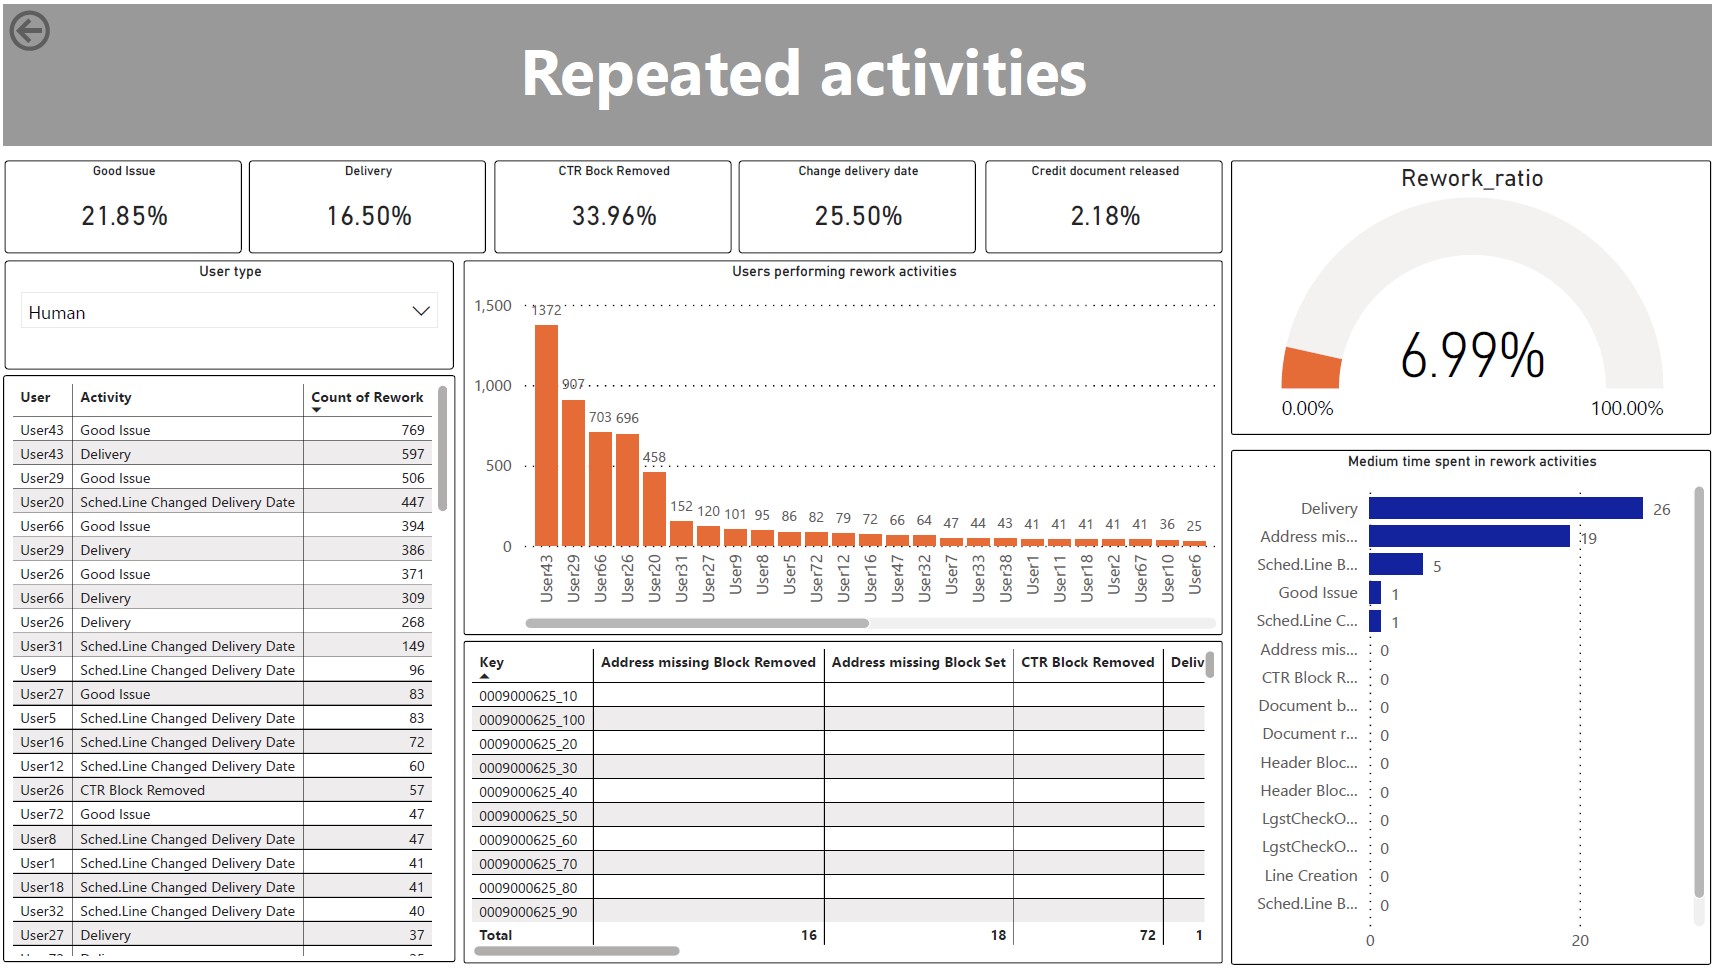 Repeated activities
Good Issue
21.85%
Delivery
16.50%
CTR Bock Removed
33.96%
Change delivery date
25.50%
Credit document released
2.18%
Rework_ratio
6.99%
0.00%
100.00%
User type
Human
User Activity Count of Rework
User43 Good Issue 769
User43 Delivery 597
User29 Good Issue 506
User20 Sched.Line Changed Delivery Date 447
User66 Good Issue 394
User29 Delivery 386
User26 Good Issue 371
User66 Delivery 309
User26 Delivery 268
User31 Sched.Line Changed Delivery Date 149
User9 Sched.Line Changed Delivery Date 96
User27 Good Issue 83
User5 Sched.Line Changed Delivery Date 83
User16 Sched.Line Changed Delivery Date 72
User12 Sched.Line Changed Delivery Date 60
User26 CTR Block Removed 57
User72 Good Issue 47
User8 Sched.Line Changed Delivery Date 47
User1 Sched.Line Changed Delivery Date 41
User18 Sched.Line Changed Delivery Date 41
User32 Sched.Line Changed Delivery Date 40
User27 Delivery 37
Users performing rework activities
1,500
1,000
500
0
1372 907 703 696 458 152 120 101 95 86 82 79 72 66 64 47 44 43 41 41 41 41 41 36 25
User43 User29 User66 User26 User20 User31 User27 User9 User8 User5 User72 User12 User16 User47 User32 User7 User33 User38 User1 User11 User18 User2 User67 User10 User6
Key Address missing Block Removed Address missing Block Set CTR Block Removed Deliv
0009000625_10
0009000625_100
0009000625_20
0009000625_30
0009000625_40
0009000625_50
0009000625_60
0009000625_70
0009000625_80
0009000625_90
Total 16 18 72 1
Medium time spent in rework activities
Delivery 26
Address mis... 19
Sched.Line B... 5
Good Issue 1
Sched.Line C... 1
Address mis... 0
CTR Block R... 0
Document b... 0
Document r... 0
Header Bloc... 0
Header Bloc... 0
LgstCheckO... 0
LgstCheckO... 0
Line Creation 0
Sched.Line B... 0
0 20